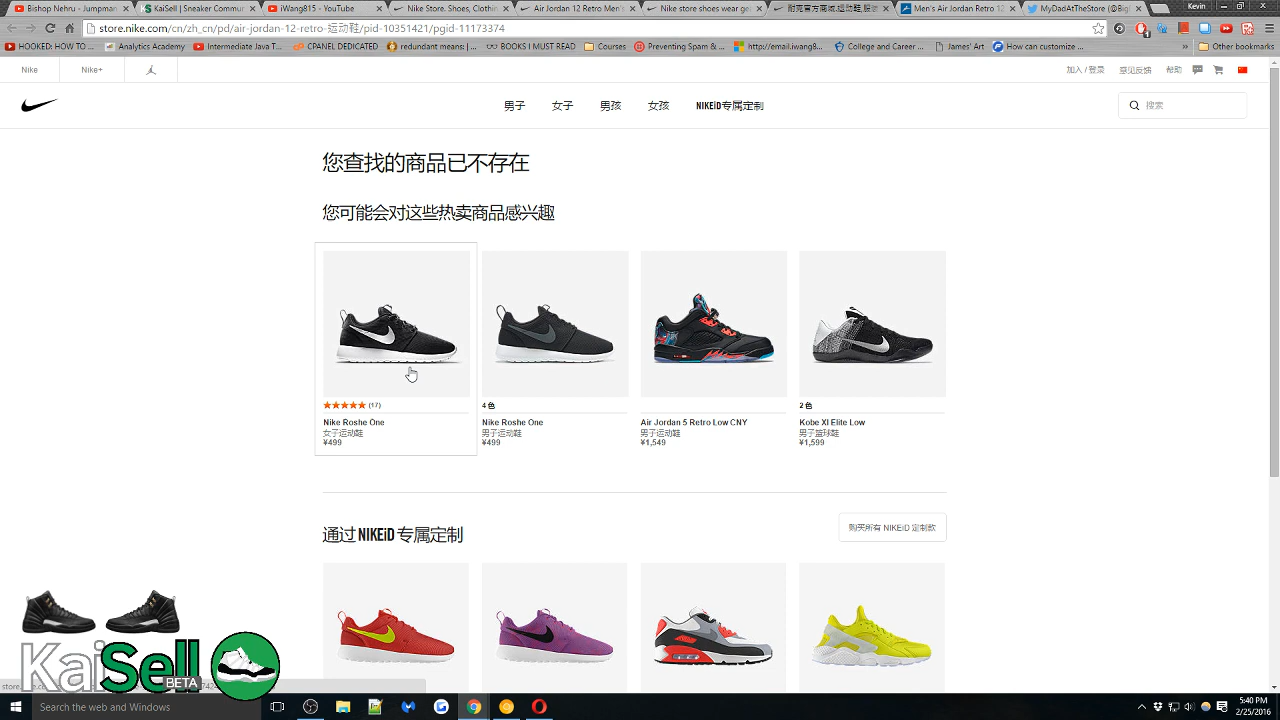 Bishop Nehru - Jumpman
KaiSell | Sneaker Commun
iWang815 - YouTube
Nike Store. Shoes, Clothin
Air Jordan 12 Retro Men's
Nike store shoes wear ge
Men's Air Jordan Retro 12
MyDadAtTheStore (@Big
Kevin
store.nike.com/cn/zh_cn/pd/air-jordan-12-retro-运动鞋/pid-10351421/pgid-11173374
HOOKED: HOW TO ...
Analytics Academy
Intermediate Java T...
CPANEL DEDICATED
redundant means: | ...
BOOKS I MUST READ
Courses
Preventing Spam & ...
http://email.iwang8...
College and Career ...
James' Art
How can customize ...
Other bookmarks
Nike
Nike+
加入 / 登录
意见反馈
帮助
男子
女子
男孩
女孩
NIKEiD专属定制
搜索
您查找的商品已不存在
您可能会对这些热卖商品感兴趣
(17)
4 色
2 色
Nike Roshe One
女子运动鞋
¥499
Nike Roshe One
男子运动鞋
¥499
Air Jordan 5 Retro Low CNY
男子运动鞋
¥1,549
Kobe XI Elite Low
男子篮球鞋
¥1,599
通过 NIKEiD 专属定制
购买所有 NIKEiD 定制款
KaiSell
BETA
Search the web and Windows
5:40 PM
2/25/2016